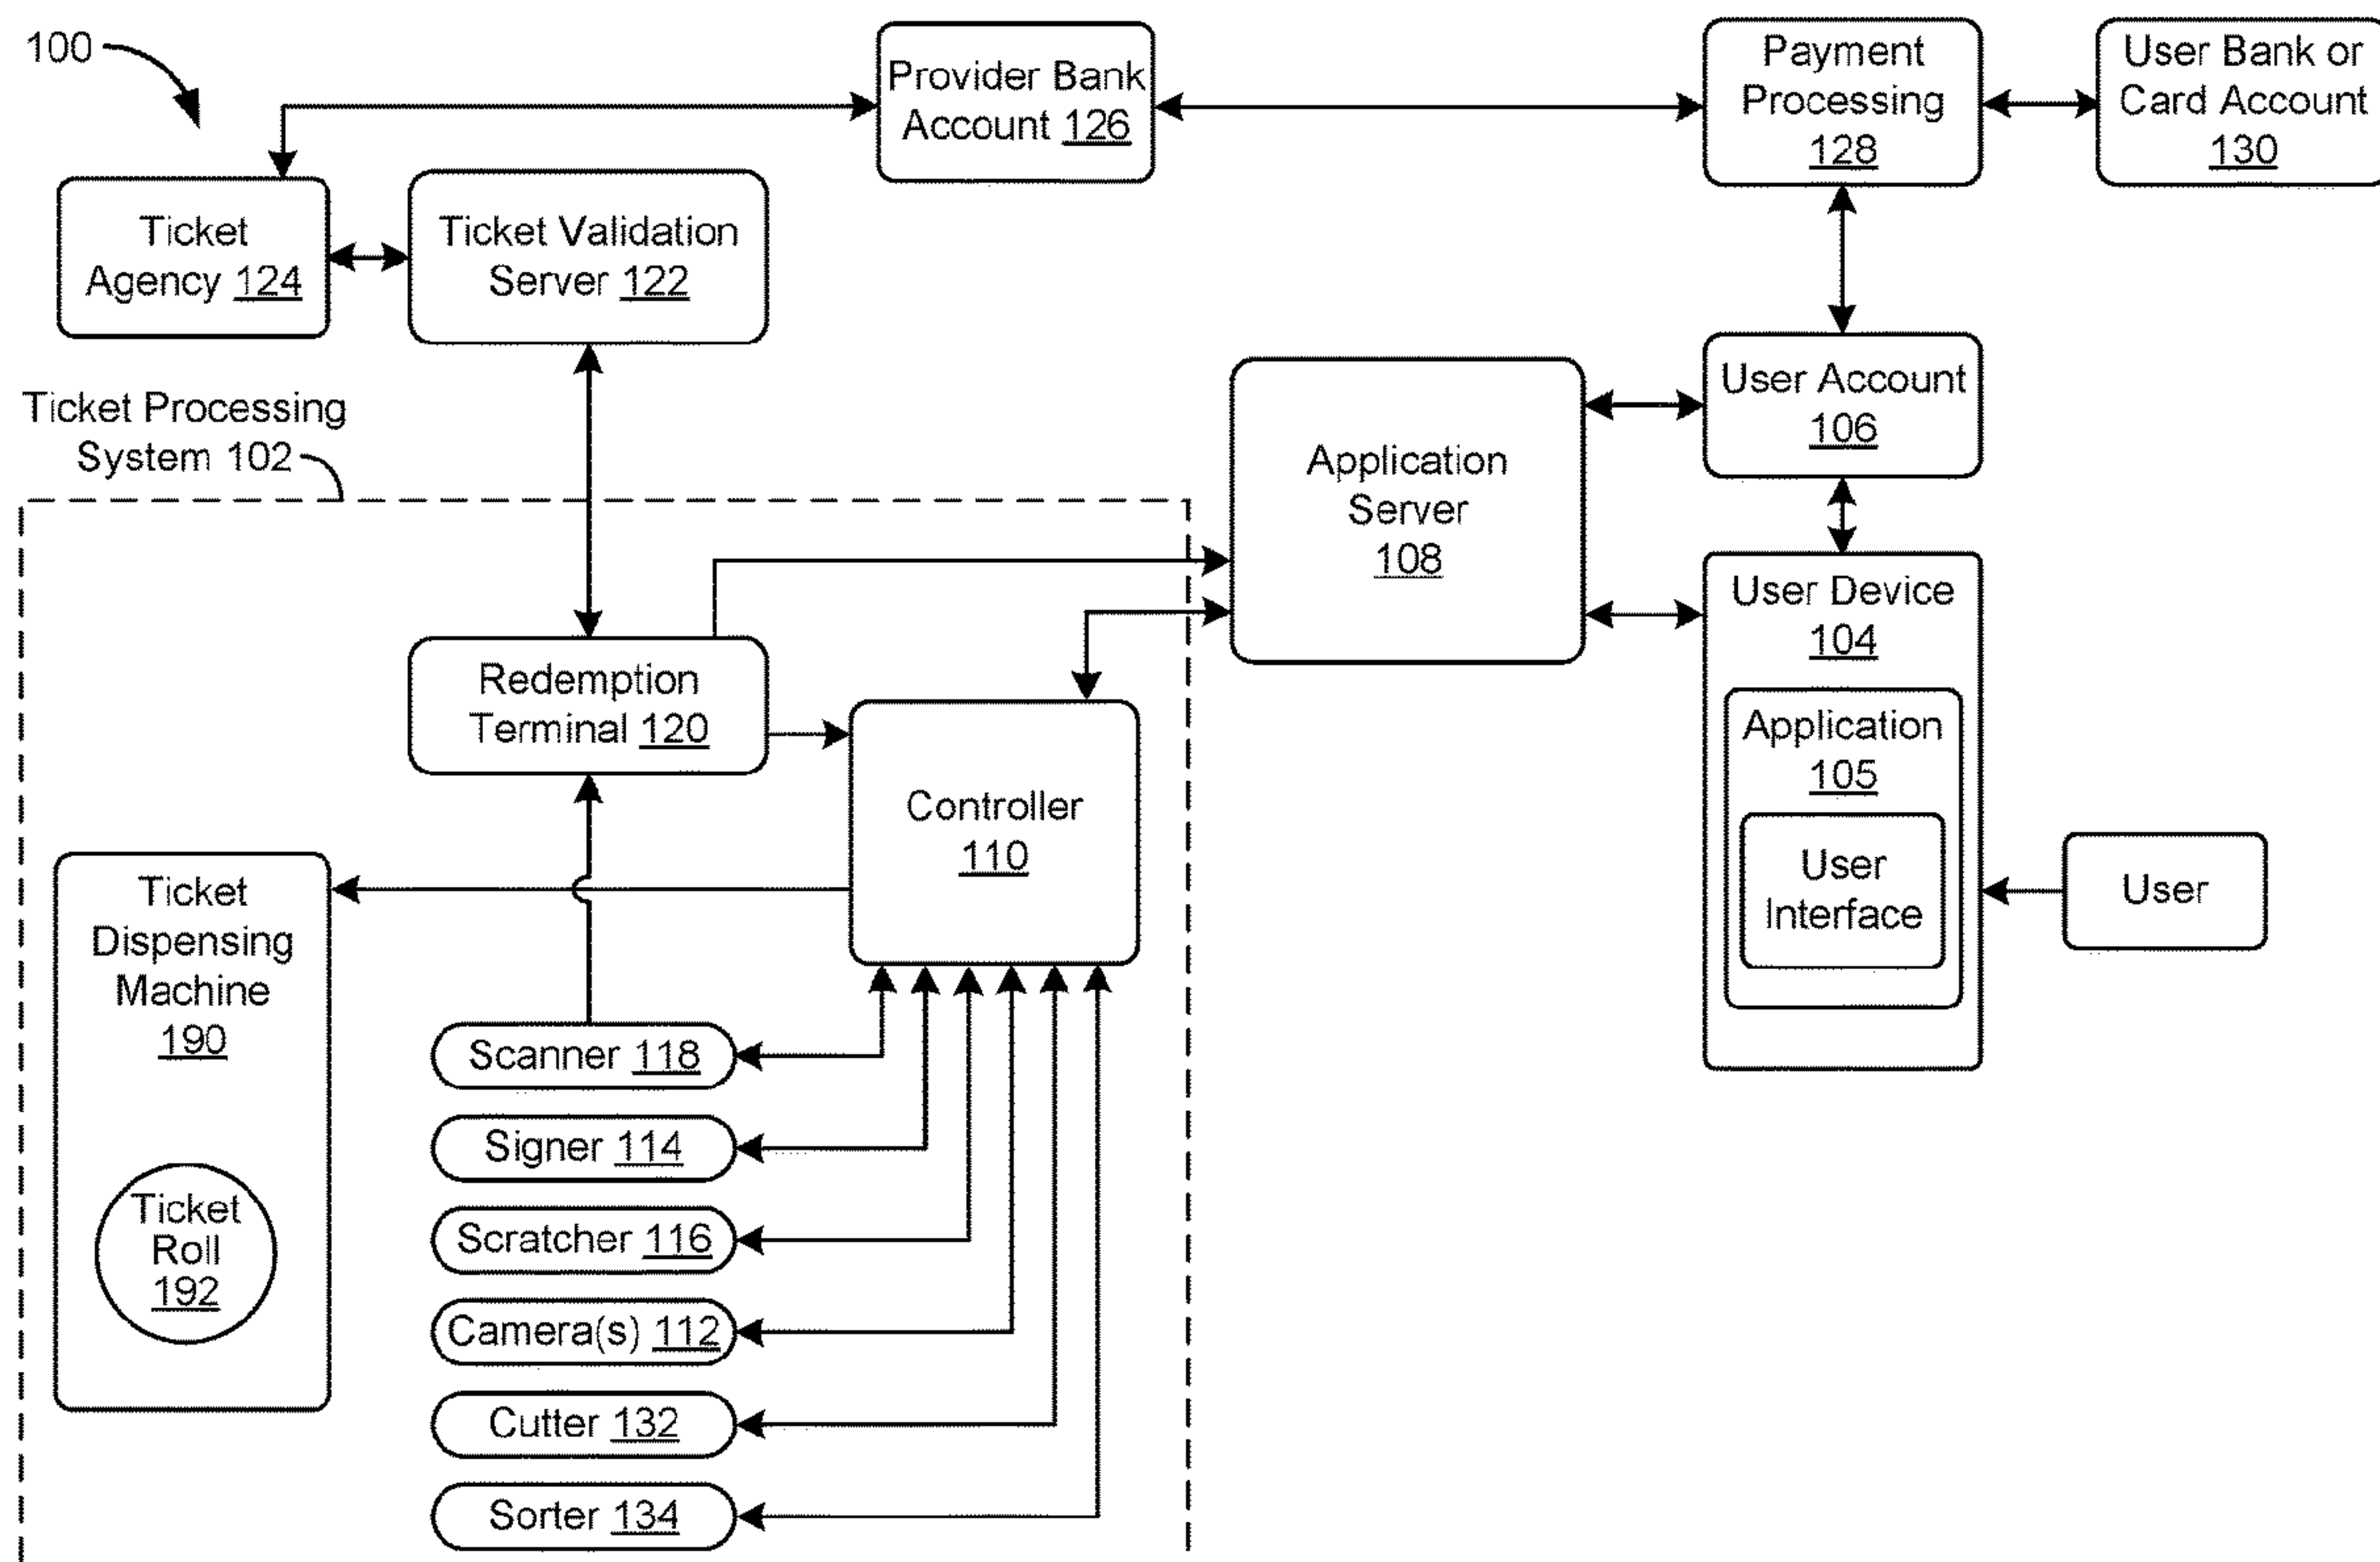 100
Provider Bank
Account 126
Payment
Processing
128
User Bank or
Card Account
130
Ticket
Agency 124
Ticket Validation
Server 122
Ticket Processing
System 102
Application
Server
108
User Account
106
User Device
104
Application
105
User
Interface
User
Redemption
Terminal 120
Controller
110
Ticket
Dispensing
Machine
190
Ticket
Roll
192
Scanner 118
Signer 114
Scratcher 116
Camera(s) 112
Cutter 132
Sorter 134